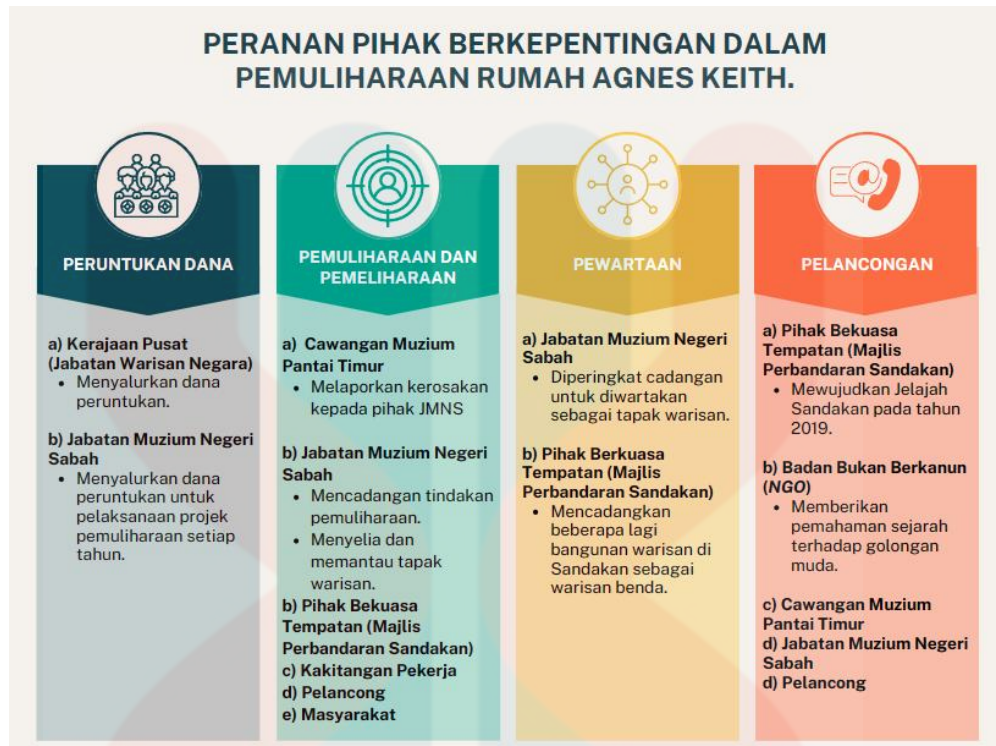 PERANAN PIHAK BERKEPENTINGAN DALAM
PEMULIHARAAN RUMAH AGNES KEITH.
PERUNTUKAN DANA
a) Kerajaan Pusat
(Jabatan Warisan Negara)
• Menyalurkan dana
peruntukan.
b) Jabatan Muzium Negeri
Sabah
• Menyalurkan dana
peruntukan untuk
pelaksanaan projek
pemuliharaan setiap
tahun.
PEMULIHARAAN DAN
PEMELIHARAAN
a) Cawangan Muzium
Pantai Timur
• Melaporkan kerosakan
kepada pihak JMNS
b) Jabatan Muzium Negeri
Sabah
• Mencadangan tindakan
pemuliharaan.
• Menyelia dan
memantau tapak
warisan.
b) Pihak Bekuasa
Tempatan (Majlis
Perbandaran Sandakan)
c) Kakitangan Pekerja
d) Pelancong
e) Masyarakat
PEWARTAAN
a) Jabatan Muzium Negeri
Sabah
• Diperingkat cadangan
untuk diwartakan
sebagai tapak warisan.
b) Pihak Berkuasa
Tempatan (Majlis
Perbandaran Sandakan)
• Mencadangkan
beberapa lagi
bangunan warisan di
Sandakan sebagai
warisan benda.
PELANCONGAN
a) Pihak Bekuasa
Tempatan (Majlis
Perbandaran Sandakan)
• Mewujudkan Jelajah
Sandakan pada tahun
2019.
b) Badan Bukan Berkanun
(NGO)
• Memberikan
pemahaman sejarah
terhadap golongan
muda.
c) Cawangan Muzium
Pantai Timur
d) Jabatan Muzium Negeri
Sabah
d) Pelancong